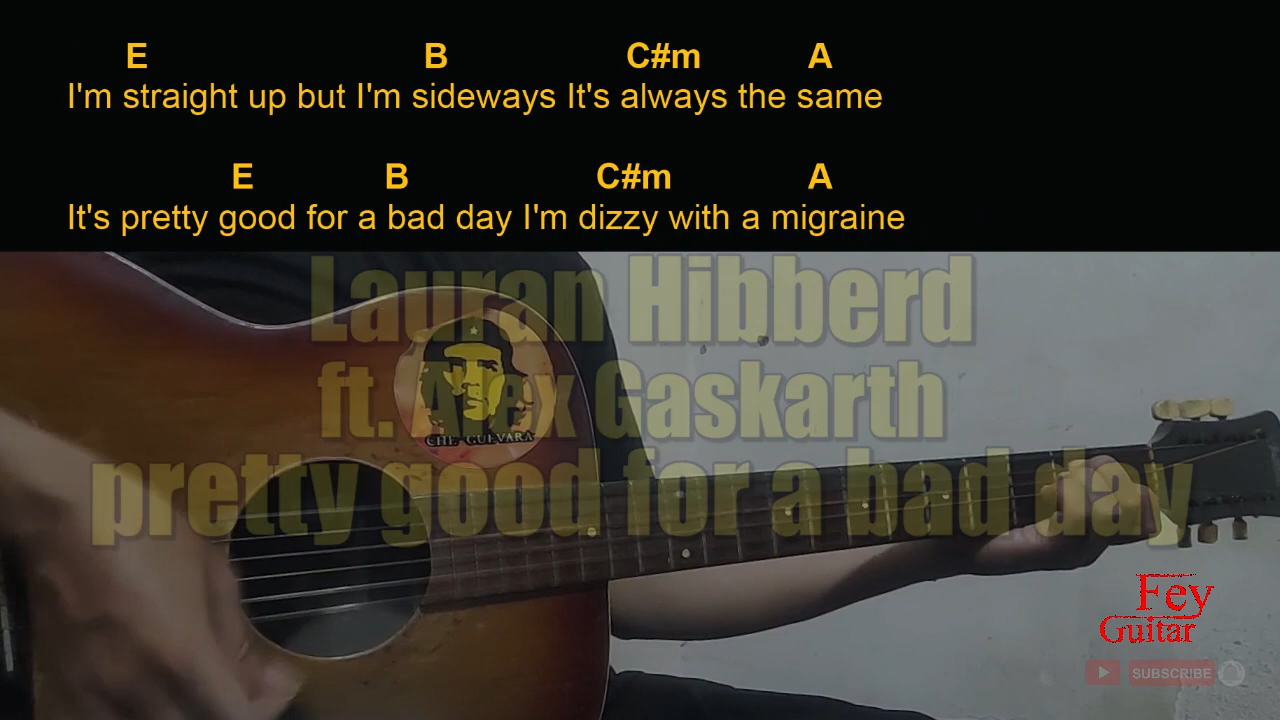 E B C#m A
I'm straight up but I'm sideways It's always the same
E B C#m A
It's pretty good for a bad day I'm dizzy with a migraine
Lauran Hibberd
ft. Alex Gaskarth
pretty good for a bad day
CHE GUEVARA
Fey
Guitar
SUBSCRIBE